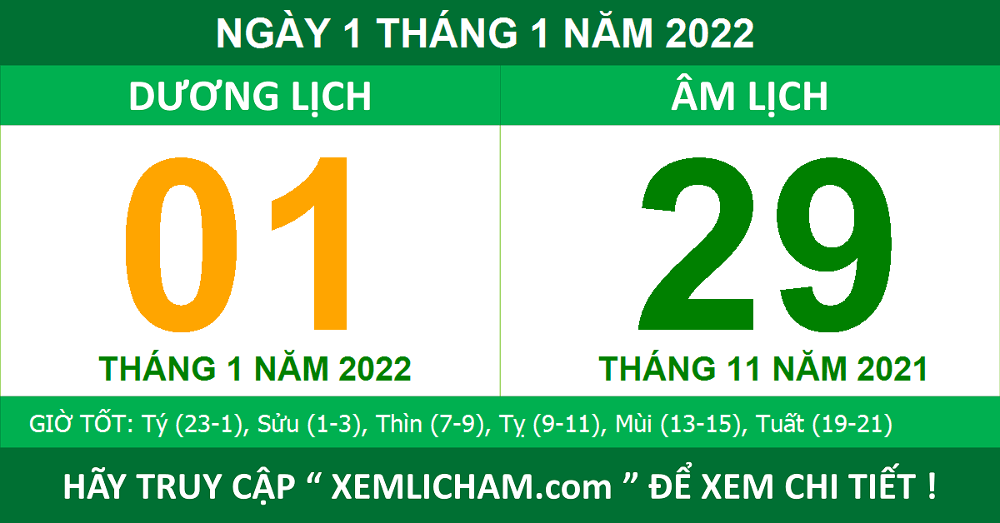 NGÀY 1 THÁNG 1 NĂM 2022
DƯƠNG LỊCH
ÂM LỊCH
01
29
THÁNG 1 NĂM 2022
THÁNG 11 NĂM 2021
GIỜ TỐT: Tý (23-1), Sửu (1-3), Thìn (7-9), Tỵ (9-11), Mùi (13-15), Tuất (19-21)
HÃY TRUY CẬP “ XEMLICHAM.com ” ĐỂ XEM CHI TIẾT !